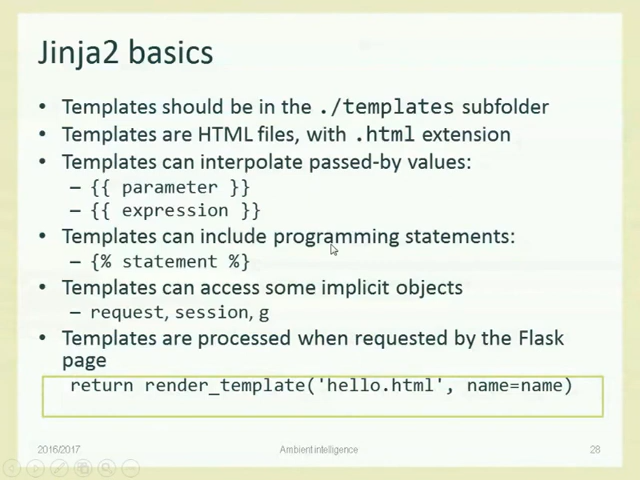 Jinja2 basics
• Templates should be in the ./templates subfolder
• Templates are HTML files, with .html extension
• Templates can interpolate passed-by values:
– {{ parameter }}
– {{ expression }}
• Templates can include programming statements:
– {% statement %}
• Templates can access some implicit objects
– request, session, g
• Templates are processed when requested by the Flask
page
return render_template('hello.html', name=name)
2016/2017 Ambient intelligence 28